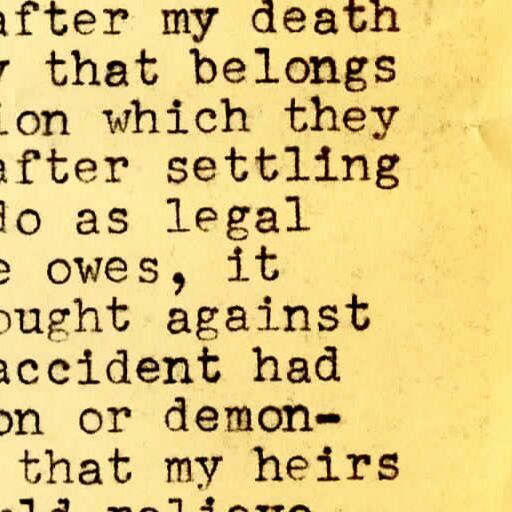 after my death
that belongs
ion which they
after settling
do as legal
owes, it
ought against
accident had
on or demon-
that my heirs
relieve